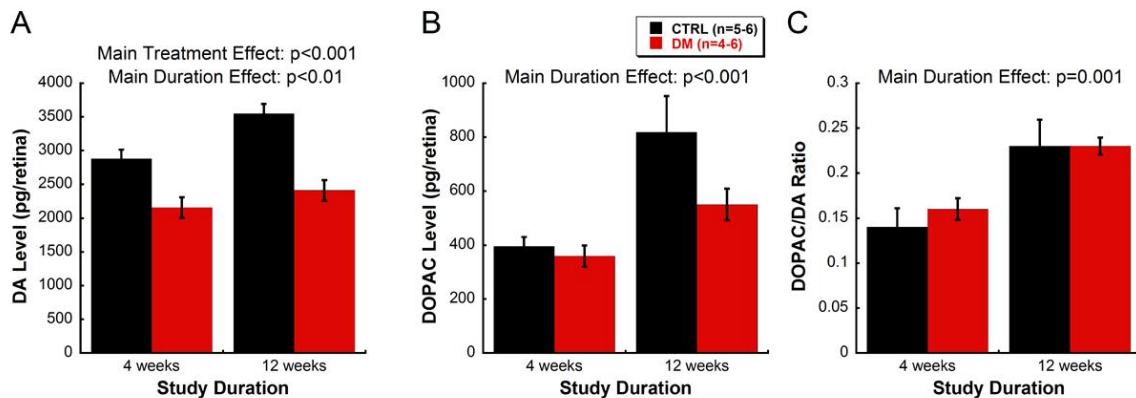 A
Main Treatment Effect: p<0.001
Main Duration Effect: p<0.01
DA Level (pg/retina)
4000
3500
3000
2500
2000
1500
1000
500
0
4 weeks
12 weeks
Study Duration
B
CTRL (n=5-6)
DM (n=4-6)
Main Duration Effect: p<0.001
DOPAC Level (pg/retina)
1000
800
600
400
200
0
4 weeks
12 weeks
Study Duration
C
Main Duration Effect: p=0.001
DOPAC/DA Ratio
0.3
0.25
0.2
0.15
0.1
0.05
0
4 weeks
12 weeks
Study Duration